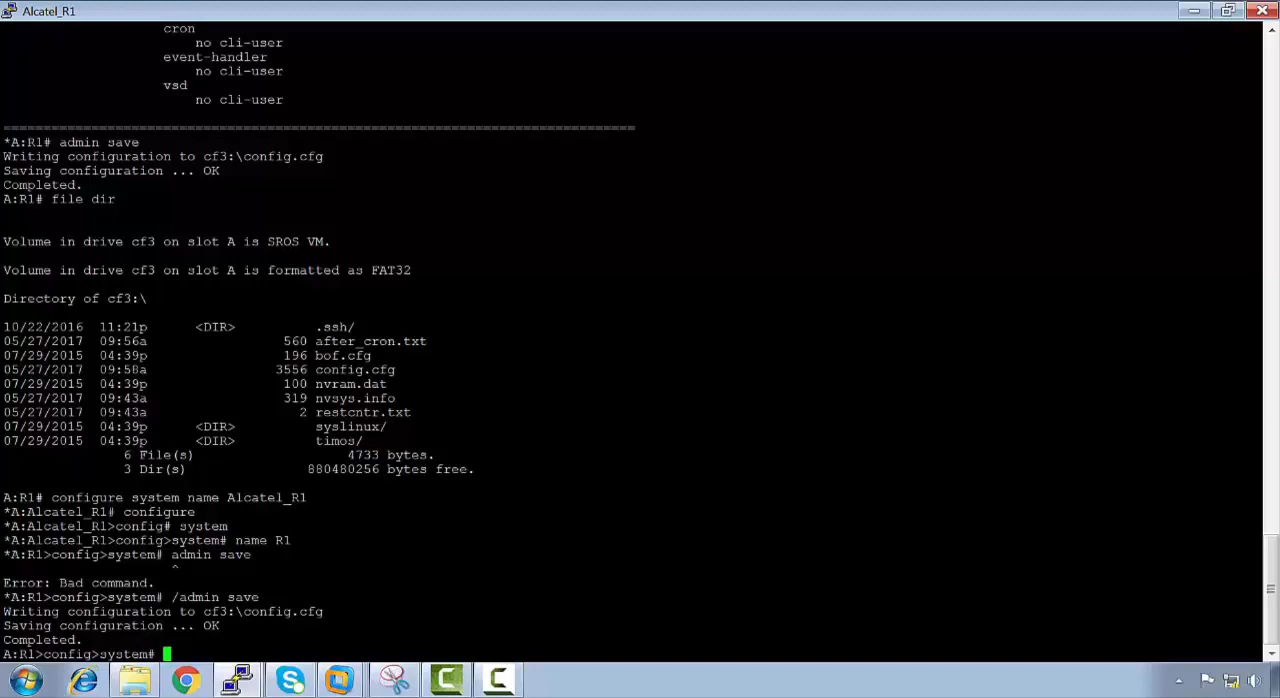 Alcatel_R1
cron
no cli-user
event-handler
no cli-user
vsd
no cli-user
===============================================================================
*A:R1# admin save
Writing configuration to cf3:\config.cfg
Saving configuration ... OK
Completed.
A:R1# file dir
Volume in drive cf3 on slot A is SROS VM.
Volume in drive cf3 on slot A is formatted as FAT32
Directory of cf3:\
10/22/2016 11:21p <DIR> .ssh/
05/27/2017 09:56a 560 after_cron.txt
07/29/2015 04:39p 196 bof.cfg
05/27/2017 09:58a 3556 config.cfg
07/29/2015 04:39p 100 nvram.dat
05/27/2017 09:43a 319 nvsys.info
05/27/2017 09:43a 2 restcntr.txt
07/29/2015 04:39p <DIR> syslinux/
07/29/2015 04:39p <DIR> timos/
6 File(s) 4733 bytes.
3 Dir(s) 880480256 bytes free.
A:R1# configure system name Alcatel_R1
*A:Alcatel_R1# configure
*A:Alcatel_R1>config# system
*A:Alcatel_R1>config>system# name R1
*A:R1>config>system# admin save
^
Error: Bad command.
*A:R1>config>system# /admin save
Writing configuration to cf3:\config.cfg
Saving configuration ... OK
Completed.
A:R1>config>system#